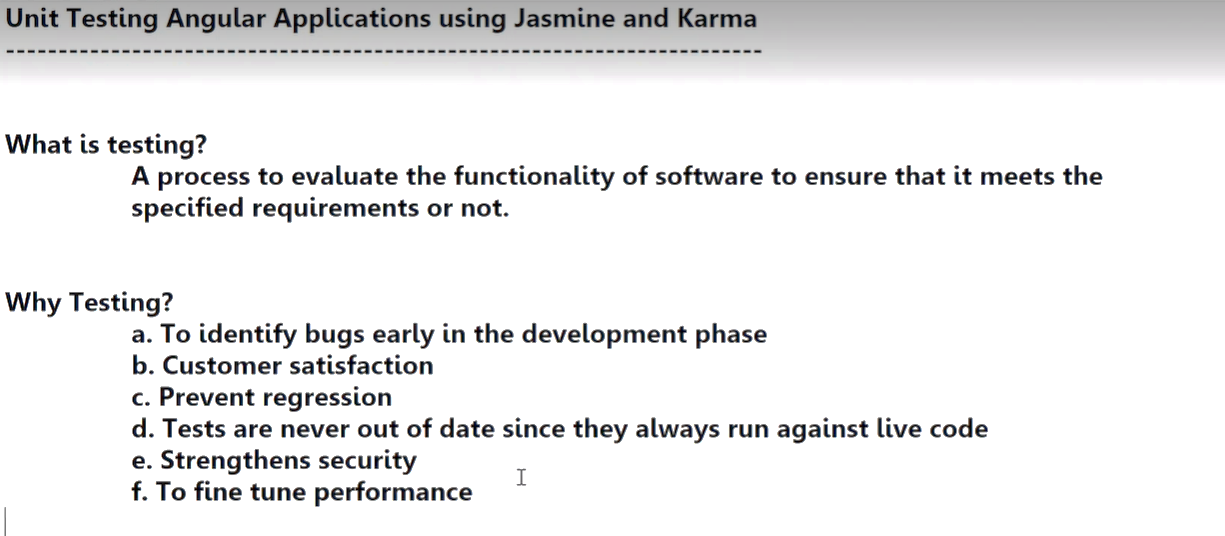 Unit Testing Angular Applications using Jasmine and Karma
------------------------------------------------------------------------
What is testing?
A process to evaluate the functionality of software to ensure that it meets the
specified requirements or not.
Why Testing?
a. To identify bugs early in the development phase
b. Customer satisfaction
c. Prevent regression
d. Tests are never out of date since they always run against live code
e. Strengthens security
f. To fine tune performance